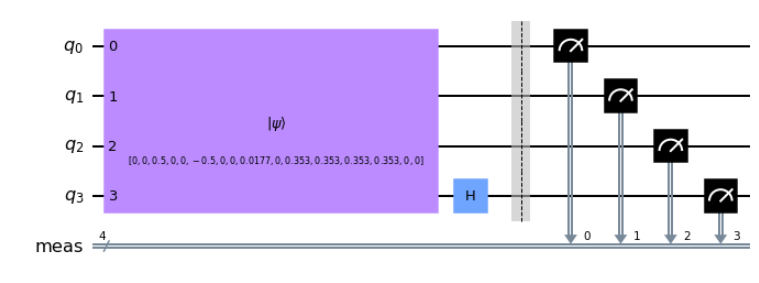 q0 0
q1 1
|ψ⟩
q2 2
[0, 0, 0.5, 0, 0, −0.5, 0, 0, 0.0177, 0, 0.353, 0.353, 0.353, 0.353, 0, 0]
q3 3 H
meas 4 0 1 2 3